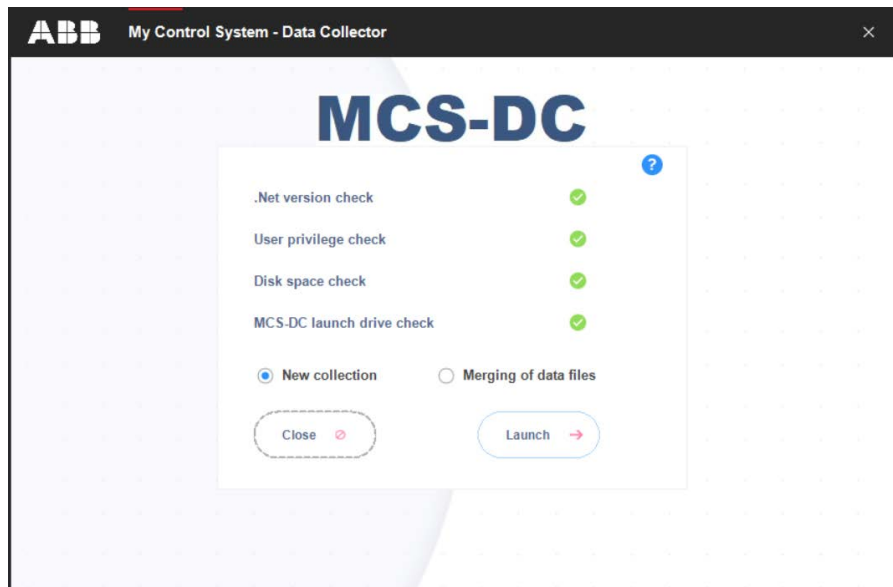 ABB My Control System - Data Collector
MCS-DC
?
.Net version check
User privilege check
Disk space check
MCS-DC launch drive check
New collection Merging of data files
Close Launch